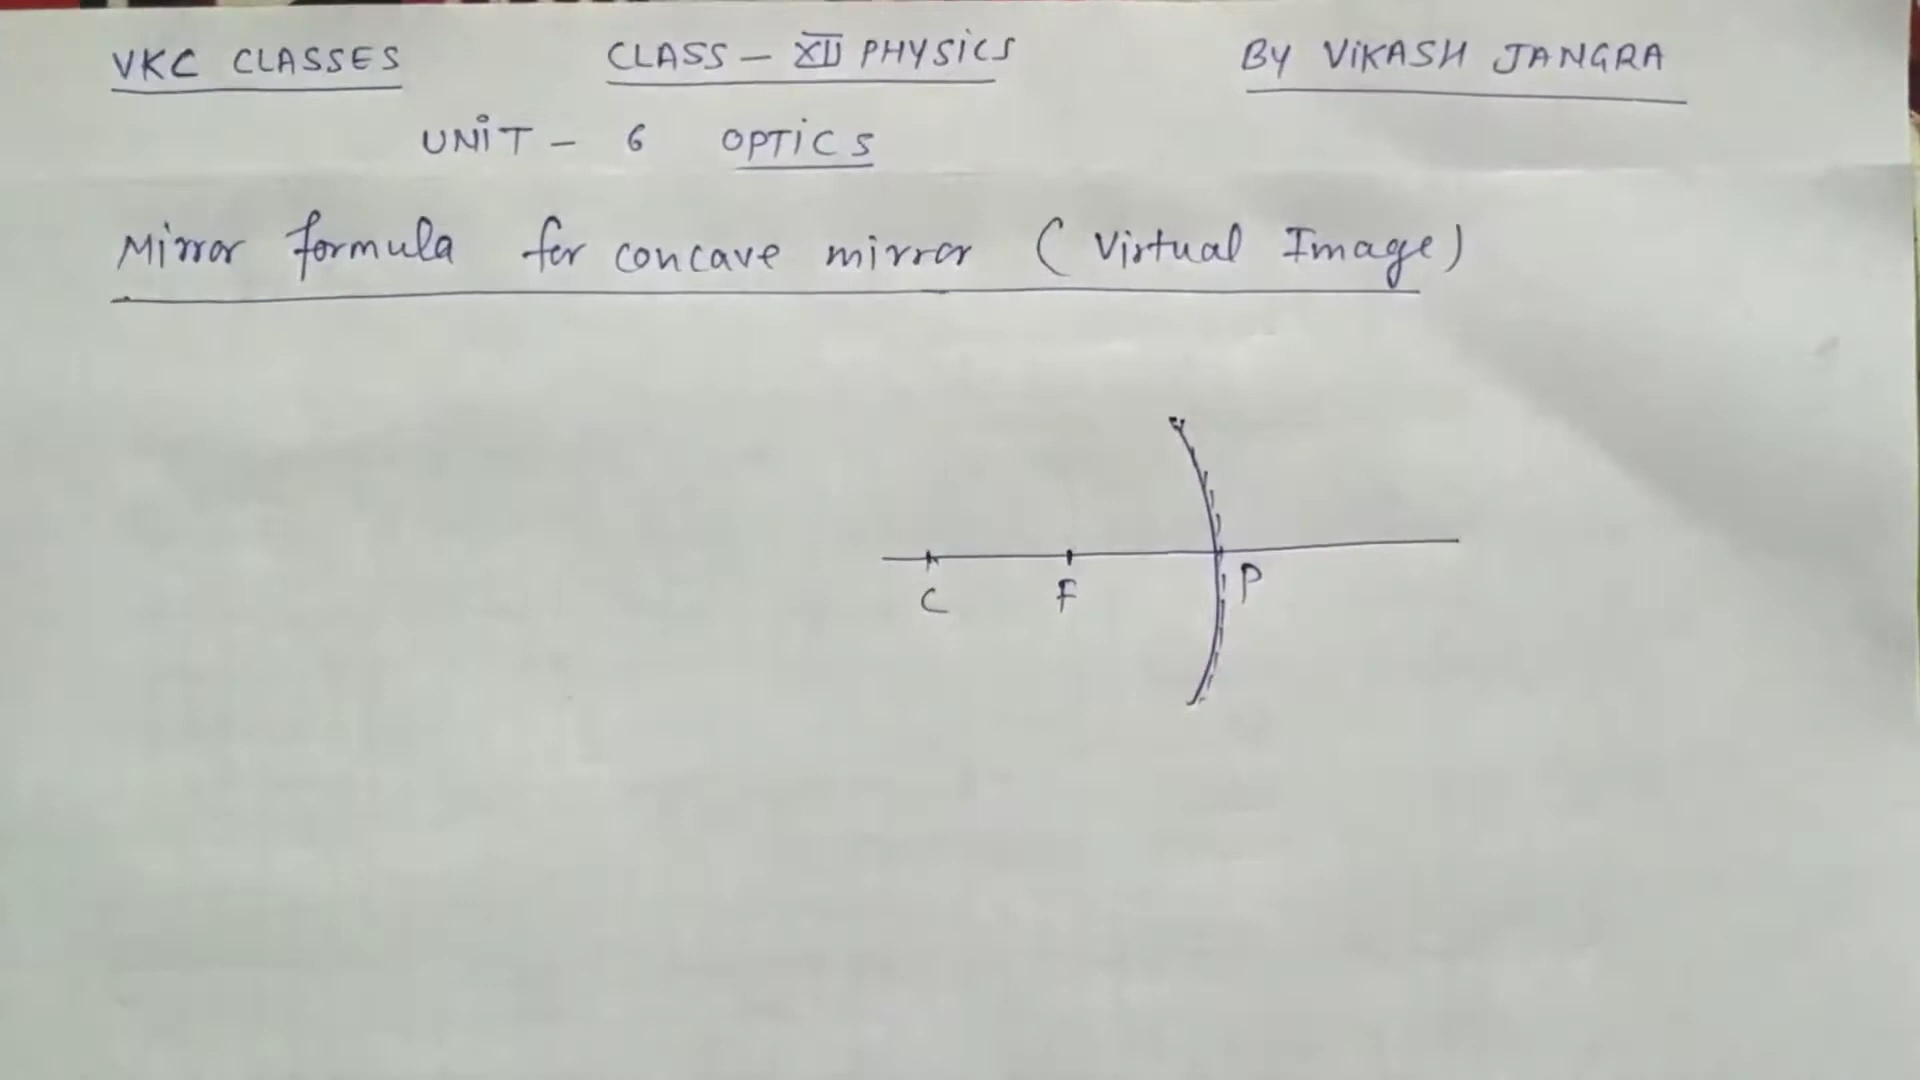 VKC CLASSES CLASS - XII PHYSICS BY VIKASH JANGRA
UNIT - 6 OPTICS
Mirror formula for concave mirror (Virtual Image)
C F P